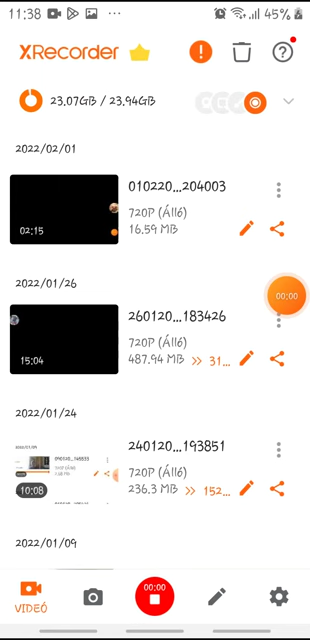 11:38 ... 45%
XRecorder
23,07GB / 23,94GB
2022/02/01
010220...204003
720P (Álló)
16.59 MB
02:15
2022/01/26
00:00
260120...183426
720P (Álló)
487.94 MB >> 31...
15:04
2022/01/24
240120...193851
720P (Álló)
236.3 MB >> 152...
10:08
2022/01/09
00:00
VIDEÓ